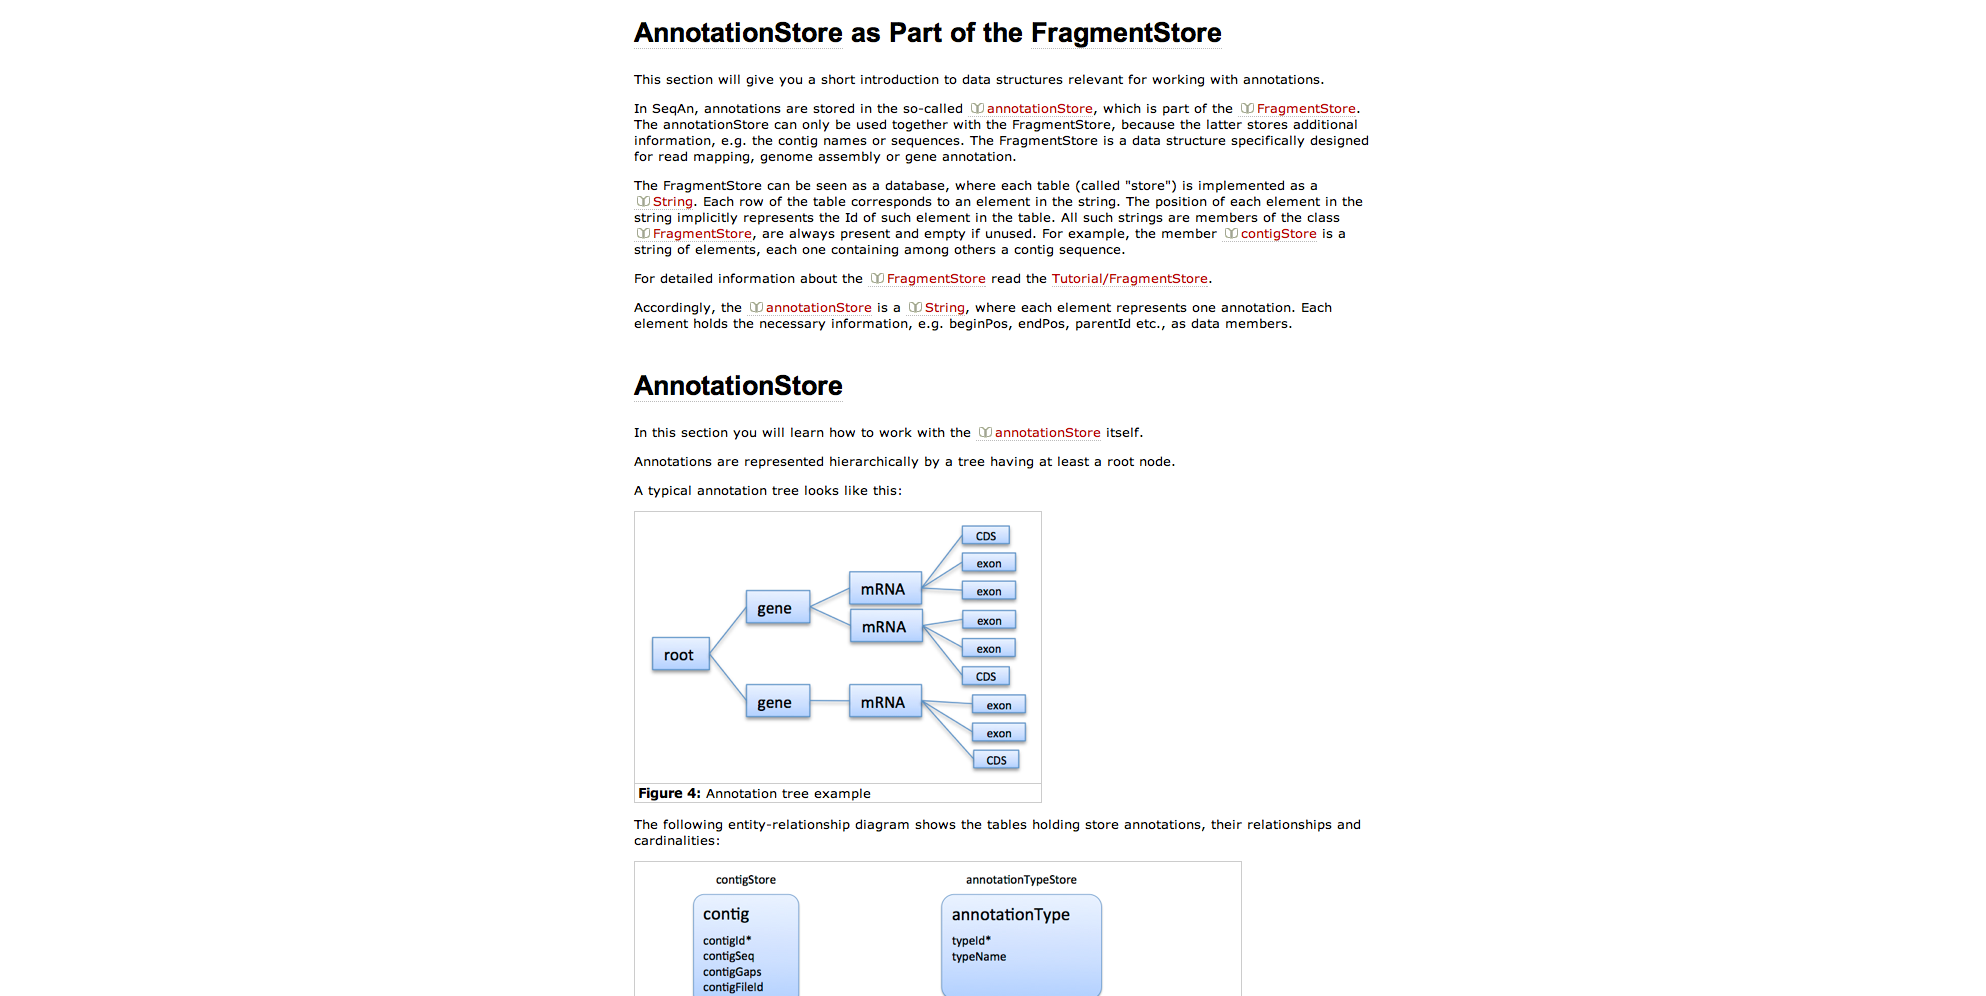 AnnotationStore as Part of the FragmentStore
This section will give you a short introduction to data structures relevant for working with annotations.
In SeqAn, annotations are stored in the so-called annotationStore, which is part of the FragmentStore.
The annotationStore can only be used together with the FragmentStore, because the latter stores additional
information, e.g. the contig names or sequences. The FragmentStore is a data structure specifically designed
for read mapping, genome assembly or gene annotation.
The FragmentStore can be seen as a database, where each table (called "store") is implemented as a
String. Each row of the table corresponds to an element in the string. The position of each element in the
string implicitly represents the Id of such element in the table. All such strings are members of the class
FragmentStore, are always present and empty if unused. For example, the member contigStore is a
string of elements, each one containing among others a contig sequence.
For detailed information about the FragmentStore read the Tutorial/FragmentStore.
Accordingly, the annotationStore is a String, where each element represents one annotation. Each
element holds the necessary information, e.g. beginPos, endPos, parentId etc., as data members.
AnnotationStore
In this section you will learn how to work with the annotationStore itself.
Annotations are represented hierarchically by a tree having at least a root node.
A typical annotation tree looks like this:
root
gene
gene
mRNA
mRNA
mRNA
CDS
exon
exon
exon
exon
CDS
exon
exon
CDS
Figure 4: Annotation tree example
The following entity-relationship diagram shows the tables holding store annotations, their relationships and
cardinalities:
contigStore
contig
contigId*
contigSeq
contigGaps
contigFileId
annotationTypeStore
annotationType
typeId*
typeName